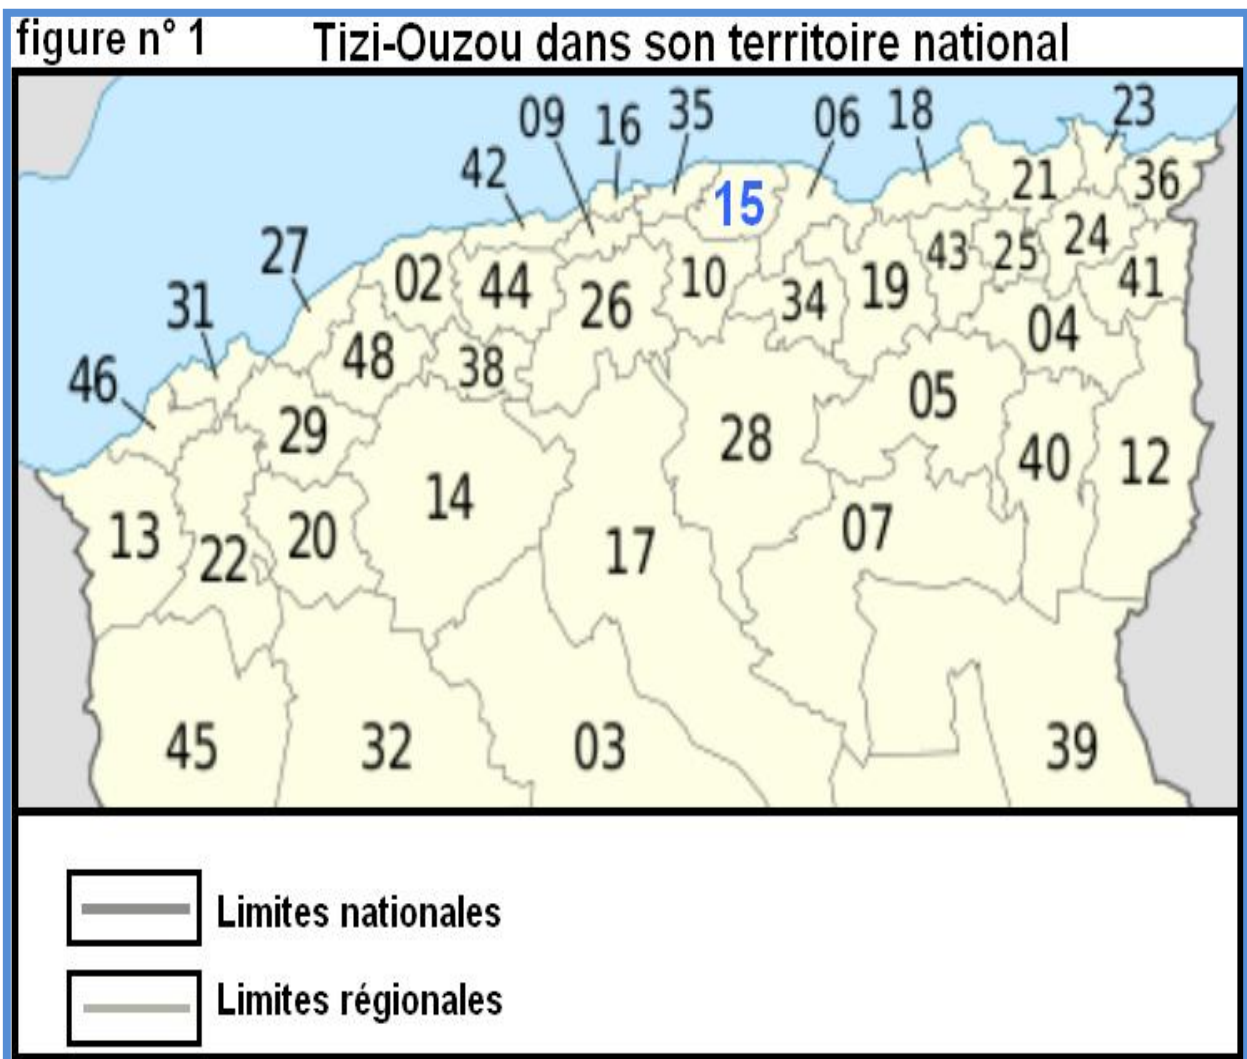 figure n° 1 Tizi-Ouzou dans son territoire national
09 16 35 06 18 23
42 15 21 36
27 02 44 26 10 34 19 43 25 24 41
31 48 38 04
46 29 28 05
14 40 12
13 22 20 17 07
45 32 03 39
Limites nationales
Limites régionales